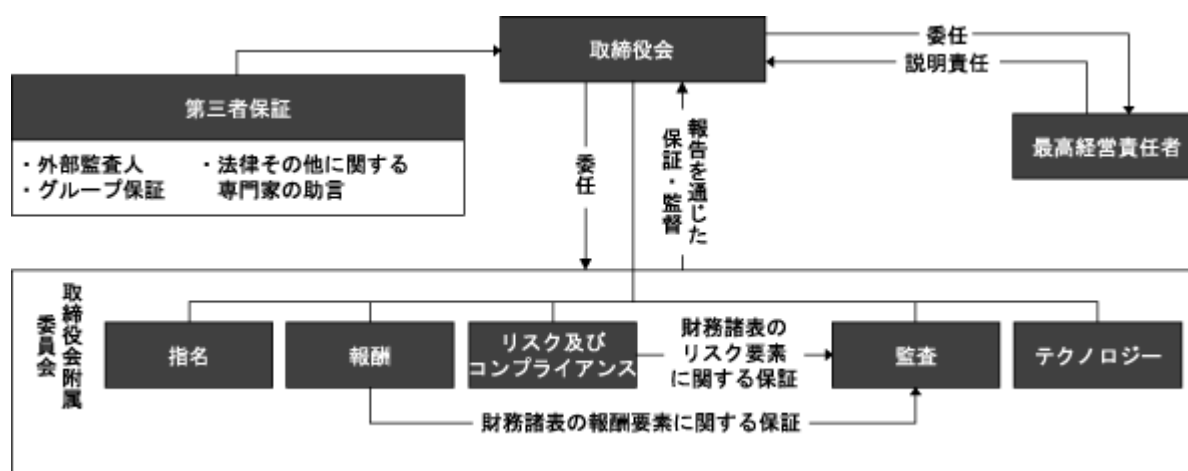 取締役会
委任
説明責任
最高経営責任者
第三者保証
・外部監査人
・グループ保証
・法律その他に関する
専門家の助言
委任
報告を通じた
保証・監督
取締役会附属
委員会
指名
報酬
リスク及び
コンプライアンス
財務諸表の
リスク要素
に関する保証
監査
テクノロジー
財務諸表の報酬要素に関する保証